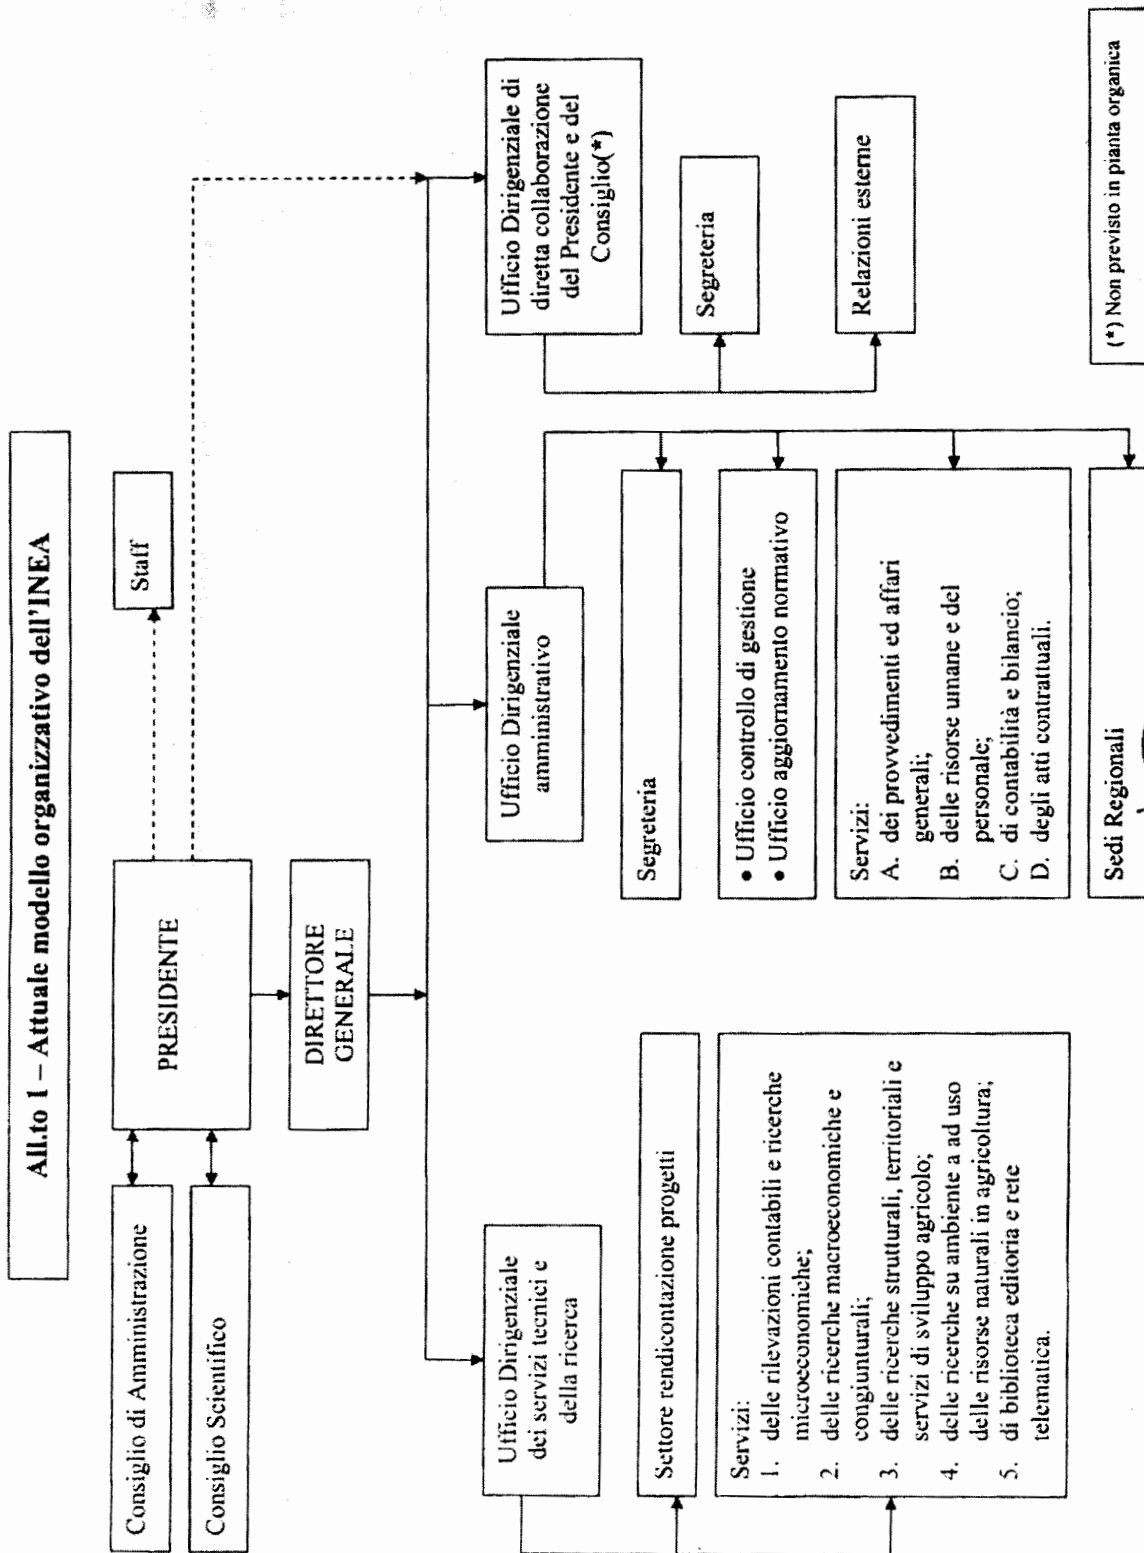 All.to 1 – Attuale modello organizzativo dell'INEA
Consiglio di Amministrazione
Consiglio Scientifico
PRESIDENTE
Staff
DIRETTORE
GENERALE
Ufficio Dirigenziale
dei servizi tecnici e
della ricerca
Settore rendicontazione progetti
Servizi:
1. delle rilevazioni contabili e ricerche
microeconomiche;
2. delle ricerche macroeconomiche e
congiunturali;
3. delle ricerche strutturali, territoriali e
servizi di sviluppo agricolo;
4. delle ricerche su ambiente a ad uso
delle risorse naturali in agricoltura;
5. di biblioteca editoria e rete
telematica.
Ufficio Dirigenziale
amministrativo
Segreteria
• Ufficio controllo di gestione
• Ufficio aggiornamento normativo
Servizi:
A. dei provvedimenti ed affari
generali;
B. delle risorse umane e del
personale;
C. di contabilità e bilancio;
D. degli atti contrattuali.
Sedi Regionali
Ufficio Dirigenziale di
diretta collaborazione
del Presidente e del
Consiglio(*)
Segreteria
Relazioni esterne
(*) Non previsto in pianta organica